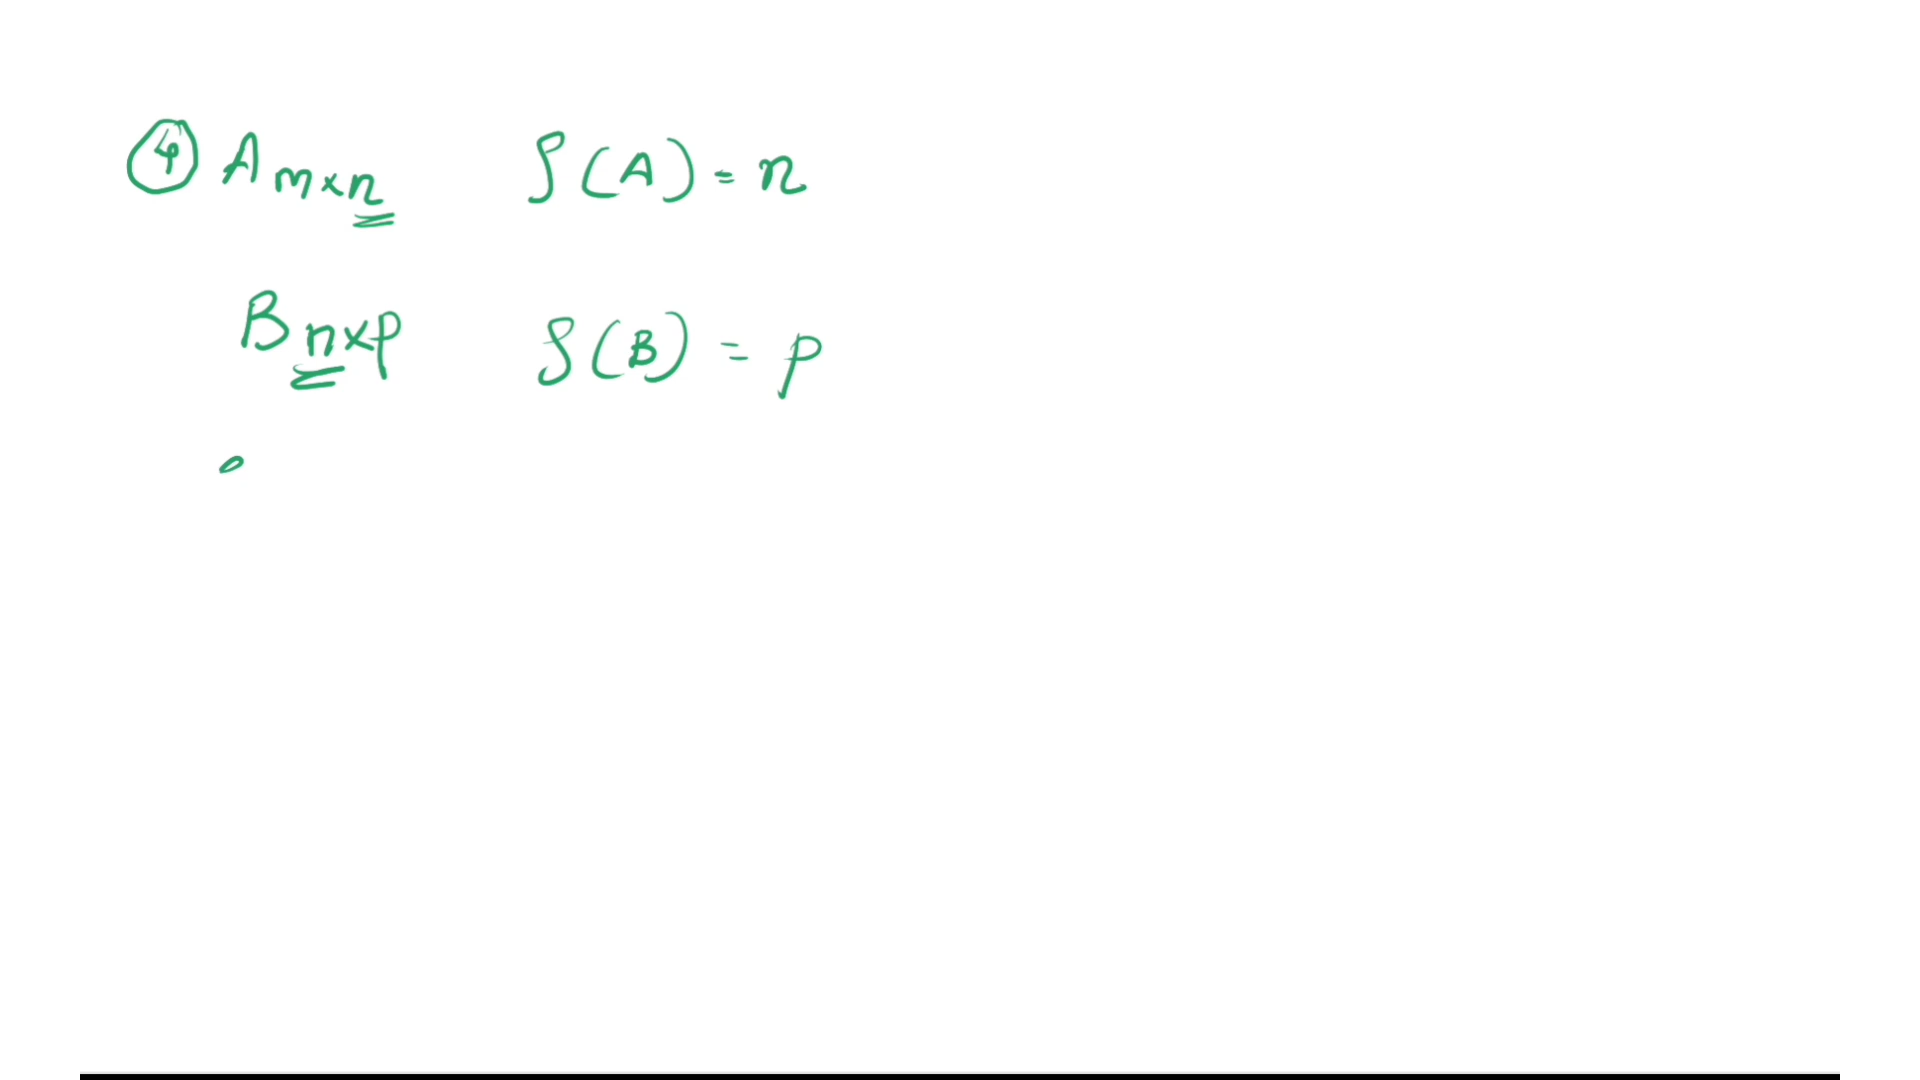 ④ A m×n ρ(A) = n
B n×p ρ(B) = p